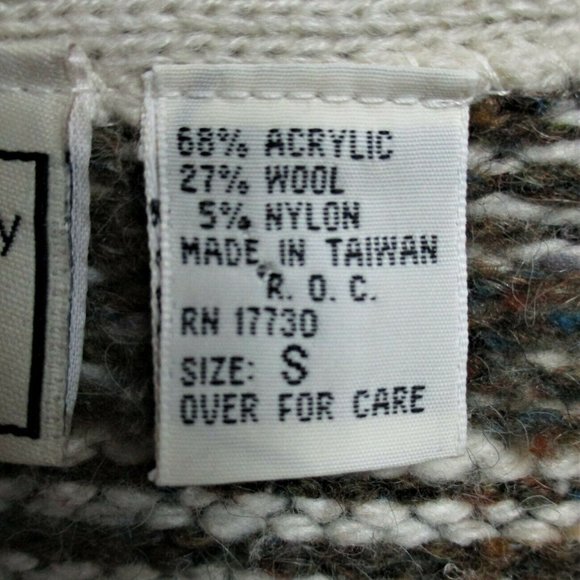 68% ACRYLIC
27% WOOL
5% NYLON
MADE IN TAIWAN
R. O. C.
RN 17730
SIZE: S
OVER FOR CARE
y